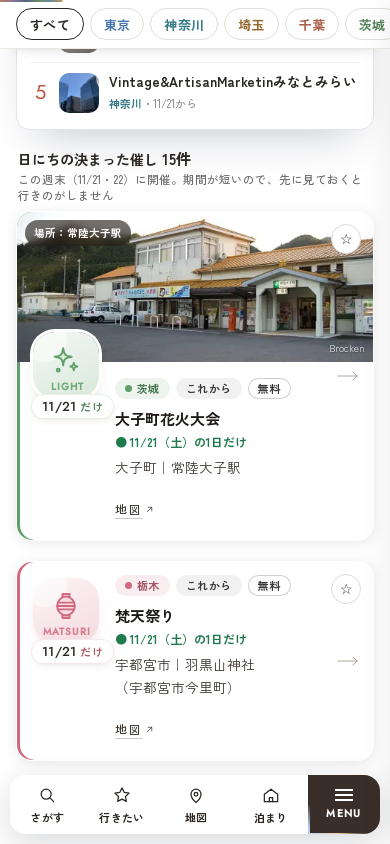 すべて
東京
神奈川
埼玉
千葉
茨城
5
Vintage&ArtisanMarketinみなとみらい
神奈川・11/21から
日にちの決まった催し 15件
この週末（11/21・22）に開催。期間が短いので、先に見ておくと
行きのがしません
場所：常陸大子駅
☆
Brocken
LIGHT
11/21 だけ
茨城
これから
無料
→
大子町花火大会
11/21（土）の1日だけ
大子町｜常陸大子駅
地図 ↗
MATSURI
11/21 だけ
栃木
これから
無料
☆
梵天祭り
11/21（土）の1日だけ
宇都宮市｜羽黒山神社
（宇都宮市今里町）
→
地図 ↗
さがす
行きたい
地図
泊まり
MENU